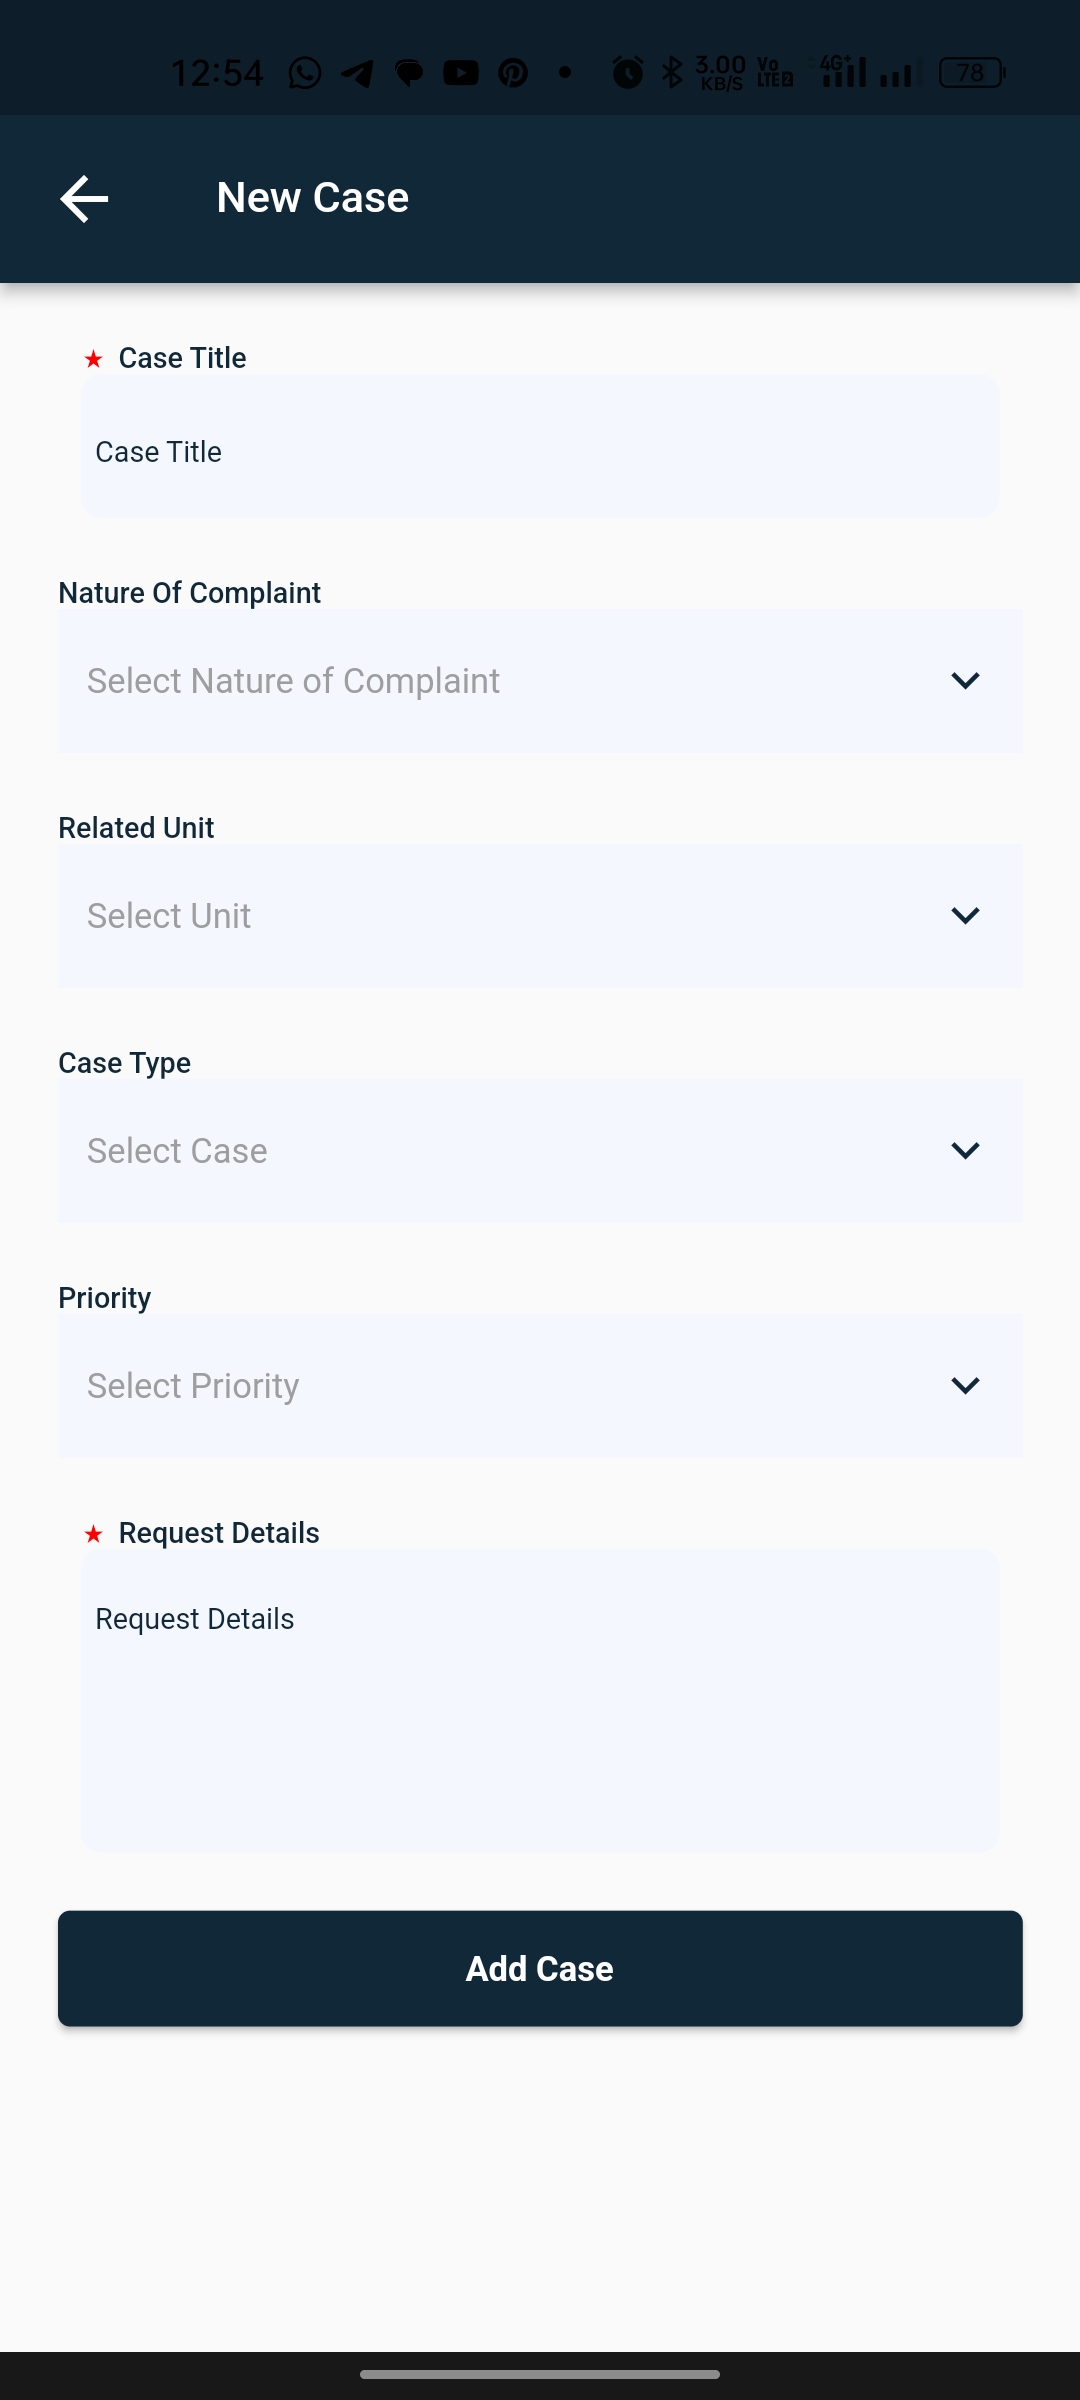 12:54 3.00 KB/S Vo LTE 2 4G+ 78
New Case
★ Case Title
Case Title
Nature Of Complaint
Select Nature of Complaint
Related Unit
Select Unit
Case Type
Select Case
Priority
Select Priority
★ Request Details
Request Details
Add Case